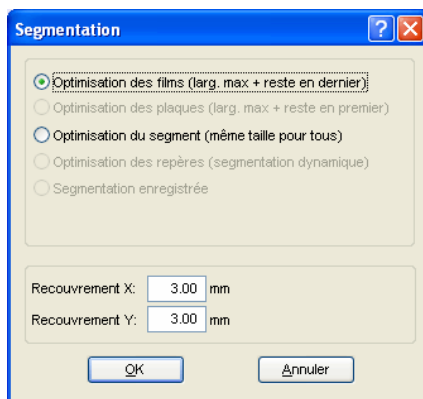 Segmentation
Optimisation des films (larg. max + reste en dernier)
Optimisation des plaques (larg. max + reste en premier)
Optimisation du segment (même taille pour tous)
Optimisation des repères (segmentation dynamique)
Segmentation enregistrée
Recouvrement X: 3.00 mm
Recouvrement Y: 3.00 mm
OK Annuler